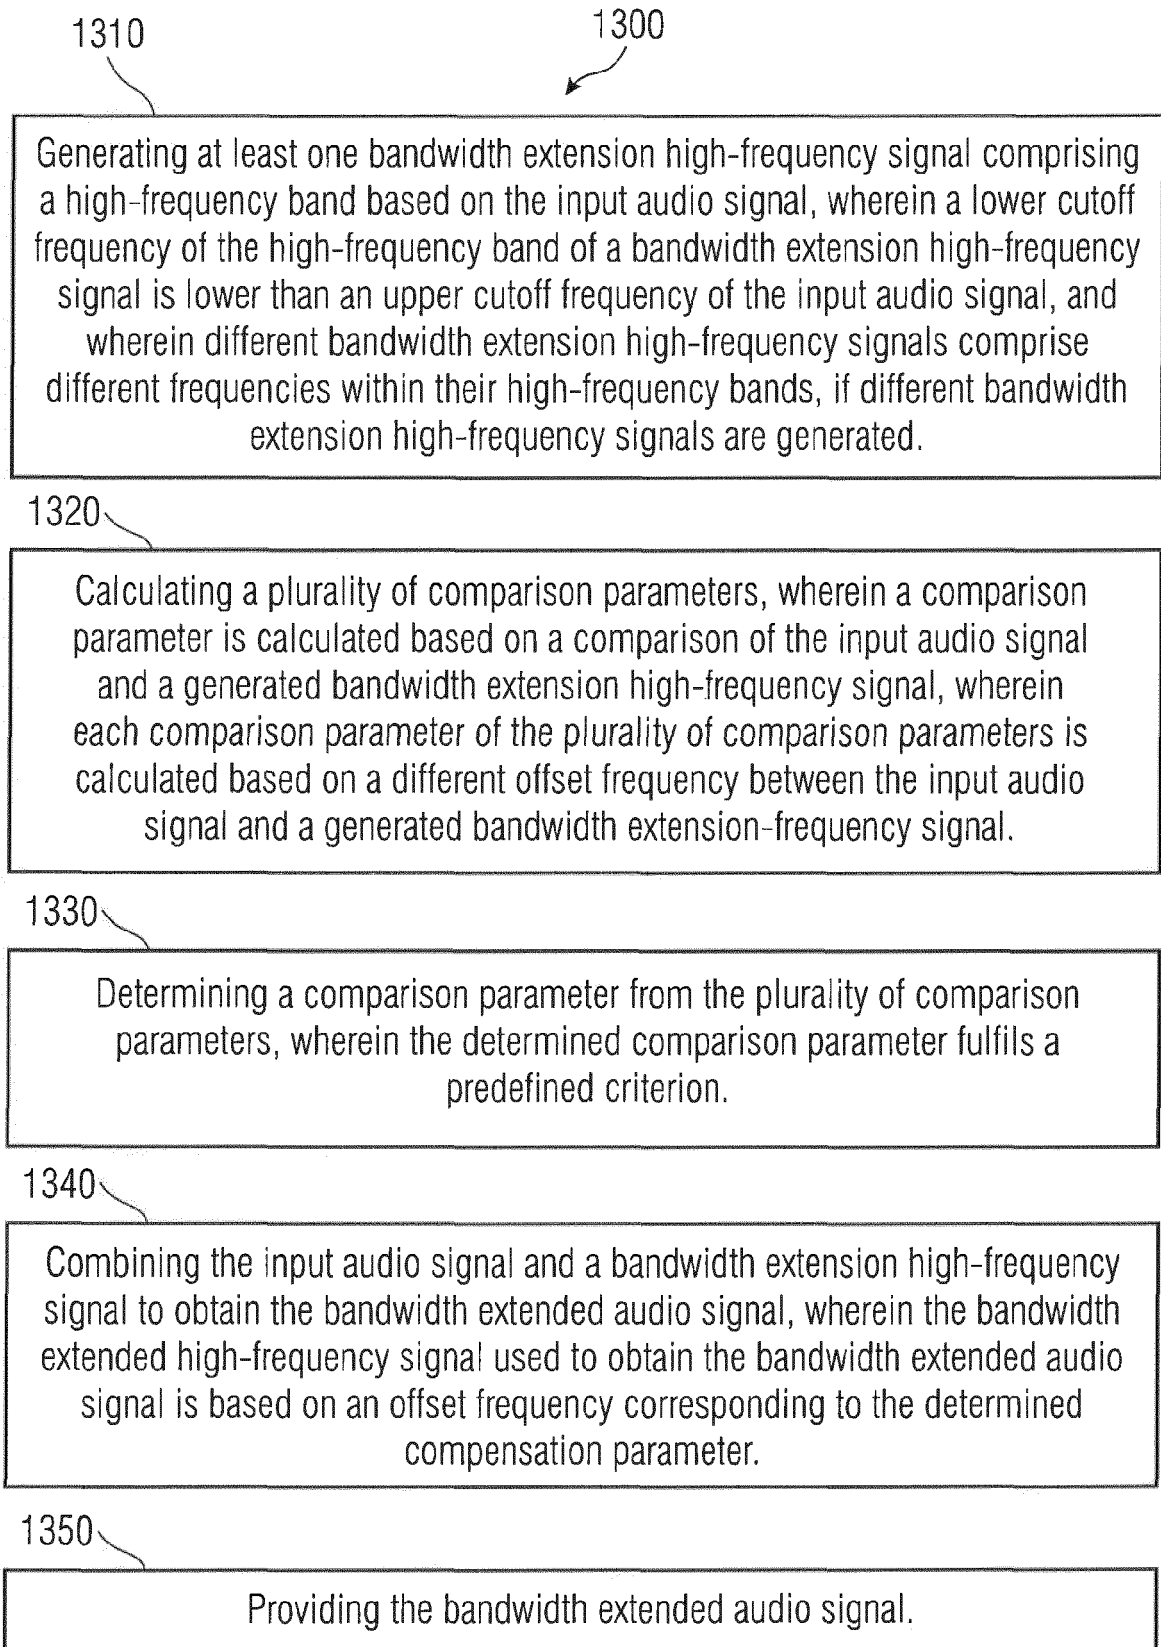 1310
1300
Generating at least one bandwidth extension high-frequency signal comprising
a high-frequency band based on the input audio signal, wherein a lower cutoff
frequency of the high-frequency band of a bandwidth extension high-frequency
signal is lower than an upper cutoff frequency of the input audio signal, and
wherein different bandwidth extension high-frequency signals comprise
different frequencies within their high-frequency bands, if different bandwidth
extension high-frequency signals are generated.
1320
Calculating a plurality of comparison parameters, wherein a comparison
parameter is calculated based on a comparison of the input audio signal
and a generated bandwidth extension high-frequency signal, wherein
each comparison parameter of the plurality of comparison parameters is
calculated based on a different offset frequency between the input audio
signal and a generated bandwidth extension-frequency signal.
1330
Determining a comparison parameter from the plurality of comparison
parameters, wherein the determined comparison parameter fulfils a
predefined criterion.
1340
Combining the input audio signal and a bandwidth extension high-frequency
signal to obtain the bandwidth extended audio signal, wherein the bandwidth
extended high-frequency signal used to obtain the bandwidth extended audio
signal is based on an offset frequency corresponding to the determined
compensation parameter.
1350
Providing the bandwidth extended audio signal.